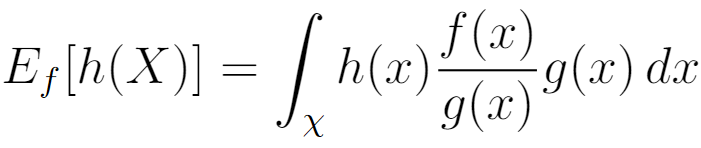 $E_f[h(X)] = \int_{\chi} h(x) \frac{f(x)}{g(x)} g(x) \, dx$